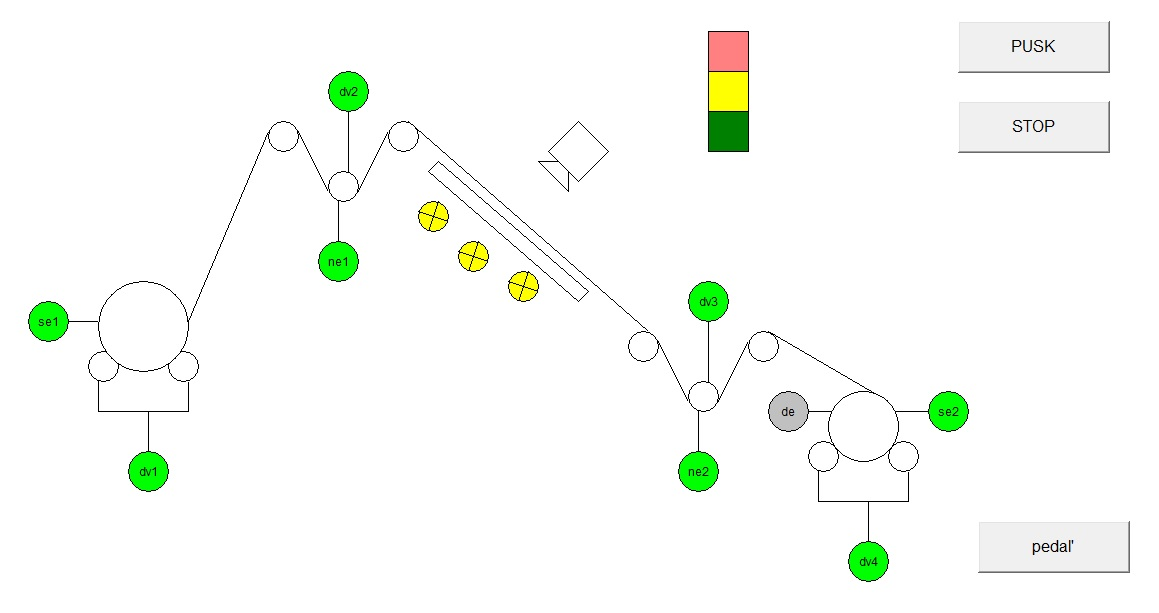 PUSK
dv2
STOP
ne1
dv3
se1
de
se2
dv1
ne2
pedal'
dv4